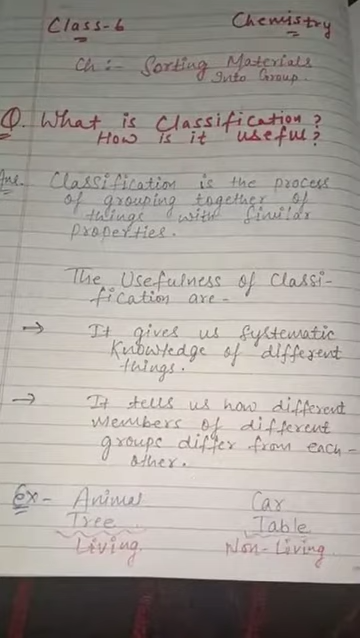 Class-6 Chemistry
Ch :- Sorting Materials
Into Group.
Q. What is Classification?
How is it useful?
Ans. Classification is the process
of grouping together of
things with Similar
properties.
The Usefulness of Classi-
fication are -
→ It gives us Systematic
Knowledge of different
things.
→ It tells us how different
members of different
groups differ from each-
other.
Ex- Animal Car
Tree Table
Living Non-Living